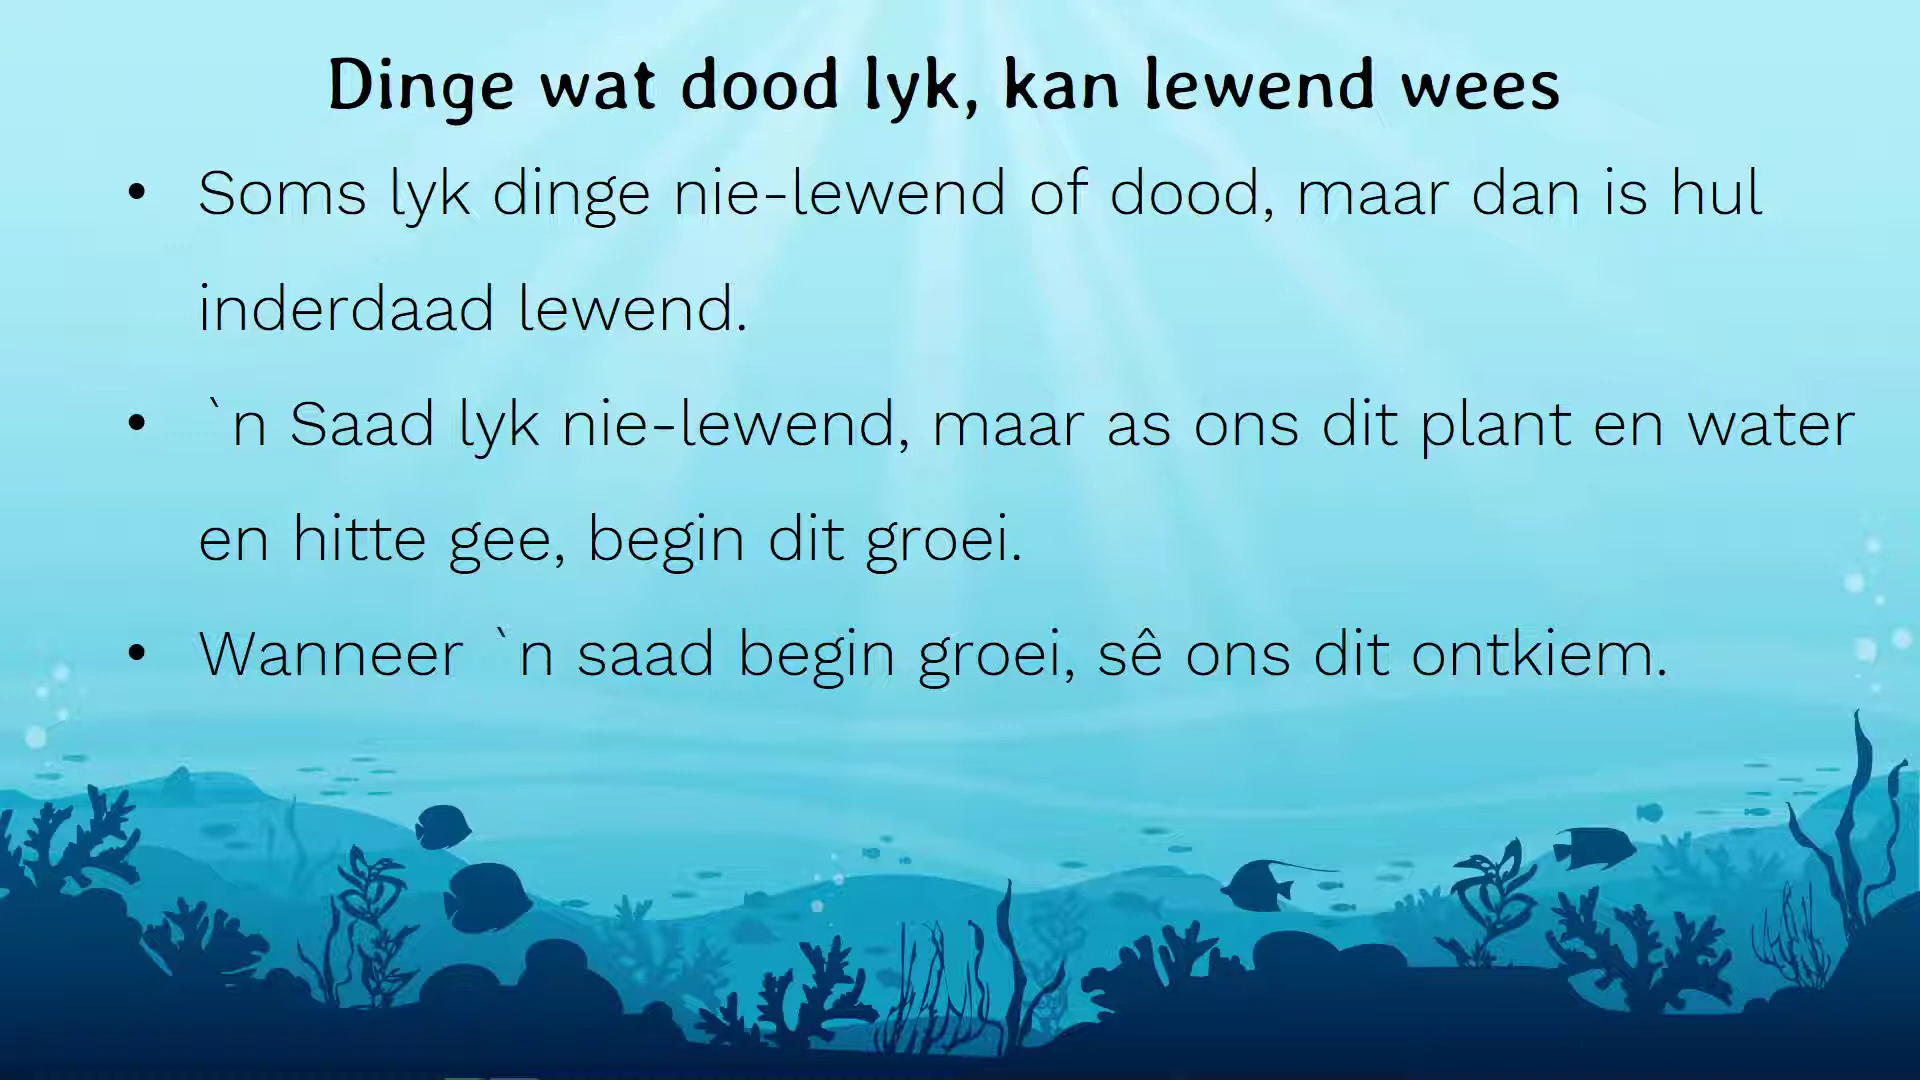 Dinge wat dood lyk, kan lewend wees
• Soms lyk dinge nie-lewend of dood, maar dan is hul
inderdaad lewend.
• `n Saad lyk nie-lewend, maar as ons dit plant en water
en hitte gee, begin dit groei.
• Wanneer `n saad begin groei, sê ons dit ontkiem.